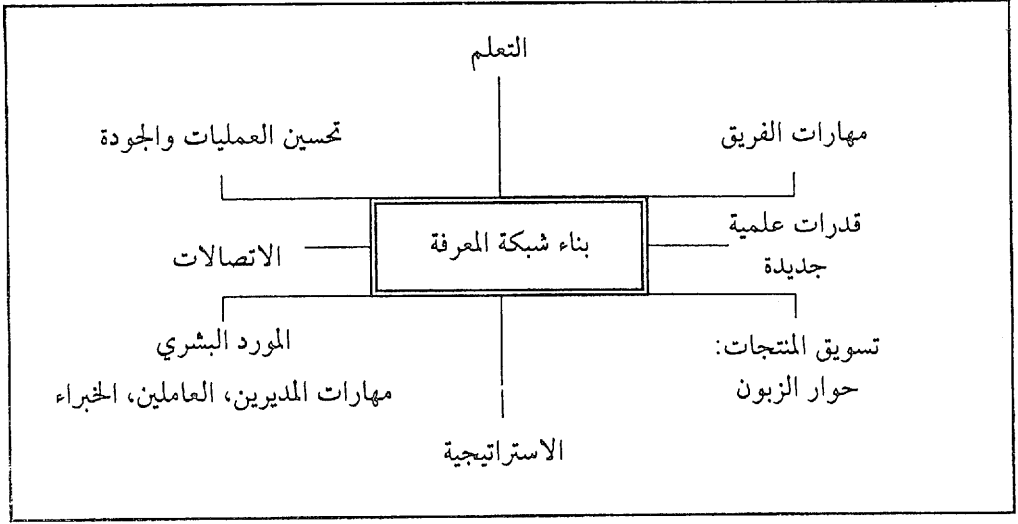 التعلم
مهارات الفريق
تحسين العمليات والجودة
قدرات علمية
جديدة
بناء شبكة المعرفة
الاتصالات
تسويق المنتجات:
حوار الزبون
المورد البشري
مهارات المديرين، العاملين، الخبراء
الاستراتيجية